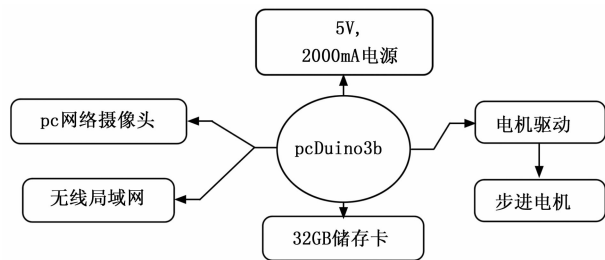 5V,
2000mA电源
pc网络摄像头
pcDuino3b
电机驱动
无线局域网
步进电机
32GB储存卡